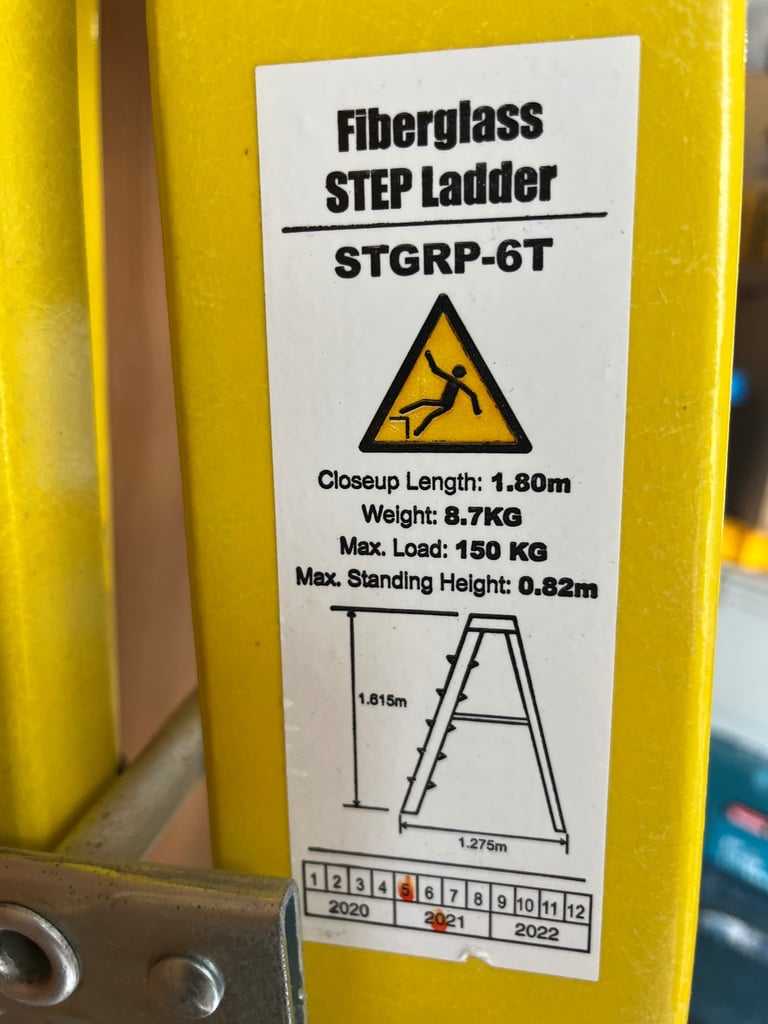 Fiberglass
STEP Ladder
STGRP-6T
Closeup Length: 1.80m
Weight: 8.7KG
Max. Load: 150 KG
Max. Standing Height: 0.82m
1.615m
1.275m
1 2 3 4 5 6 7 8 9 10 11 12
2020 2021 2022